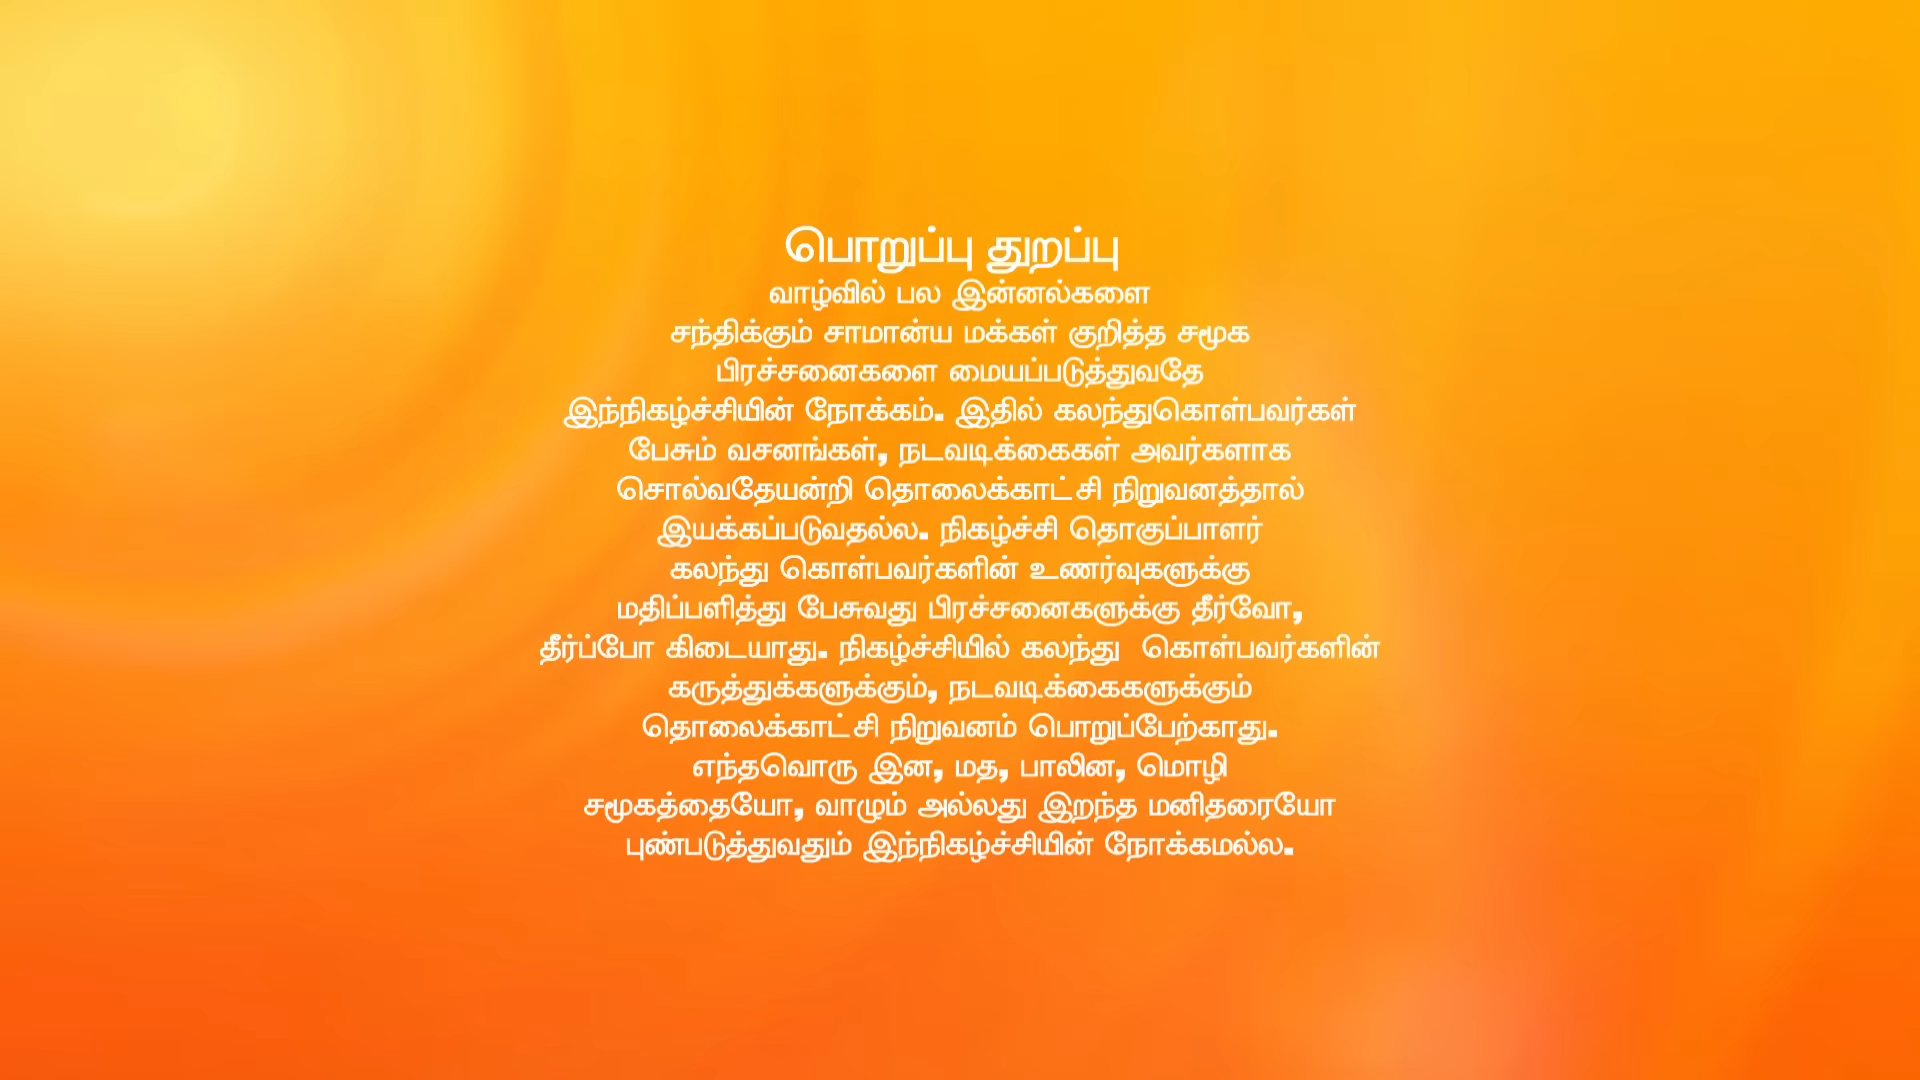 பொறுப்பு துறப்பு
வாழ்வில் பல இன்னல்களை
சந்திக்கும் சாமான்ய மக்கள் குறித்த சமூக
பிரச்சனைகளை மையப்படுத்துவதே
இந்நிகழ்ச்சியின் நோக்கம். இதில் கலந்துகொள்பவர்கள்
பேசும் வசனங்கள், நடவடிக்கைகள் அவர்களாக
சொல்வதேயன்றி தொலைக்காட்சி நிறுவனத்தால்
இயக்கப்படுவதல்ல. நிகழ்ச்சி தொகுப்பாளர்
கலந்து கொள்பவர்களின் உணர்வுகளுக்கு
மதிப்பளித்து பேசுவது பிரச்சனைகளுக்கு தீர்வோ,
தீர்ப்போ கிடையாது. நிகழ்ச்சியில் கலந்து கொள்பவர்களின்
கருத்துக்களுக்கும், நடவடிக்கைகளுக்கும்
தொலைக்காட்சி நிறுவனம் பொறுப்பேற்காது.
எந்தவொரு இன, மத, பாலின, மொழி
சமூகத்தையோ, வாழும் அல்லது இறந்த மனிதரையோ
புண்படுத்துவதும் இந்நிகழ்ச்சியின் நோக்கமல்ல.